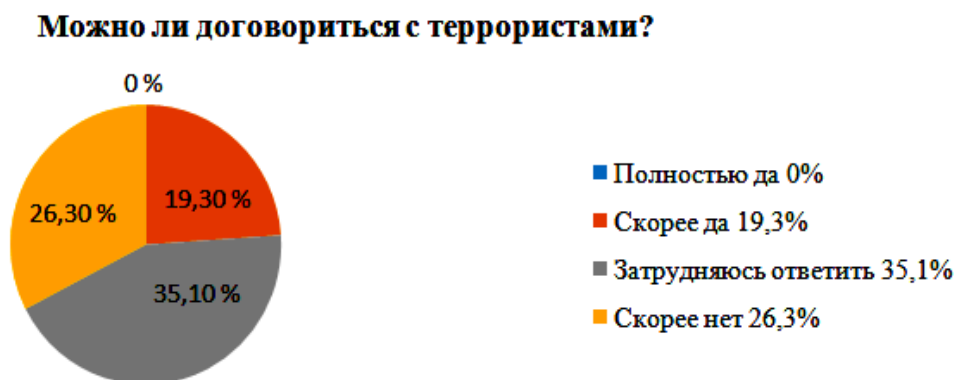 Можно ли договориться с террористами?
0 %
19,30 %
26,30 %
35,10 %
Полностью да 0%
Скорее да 19,3%
Затрудняюсь ответить 35,1%
Скорее нет 26,3%